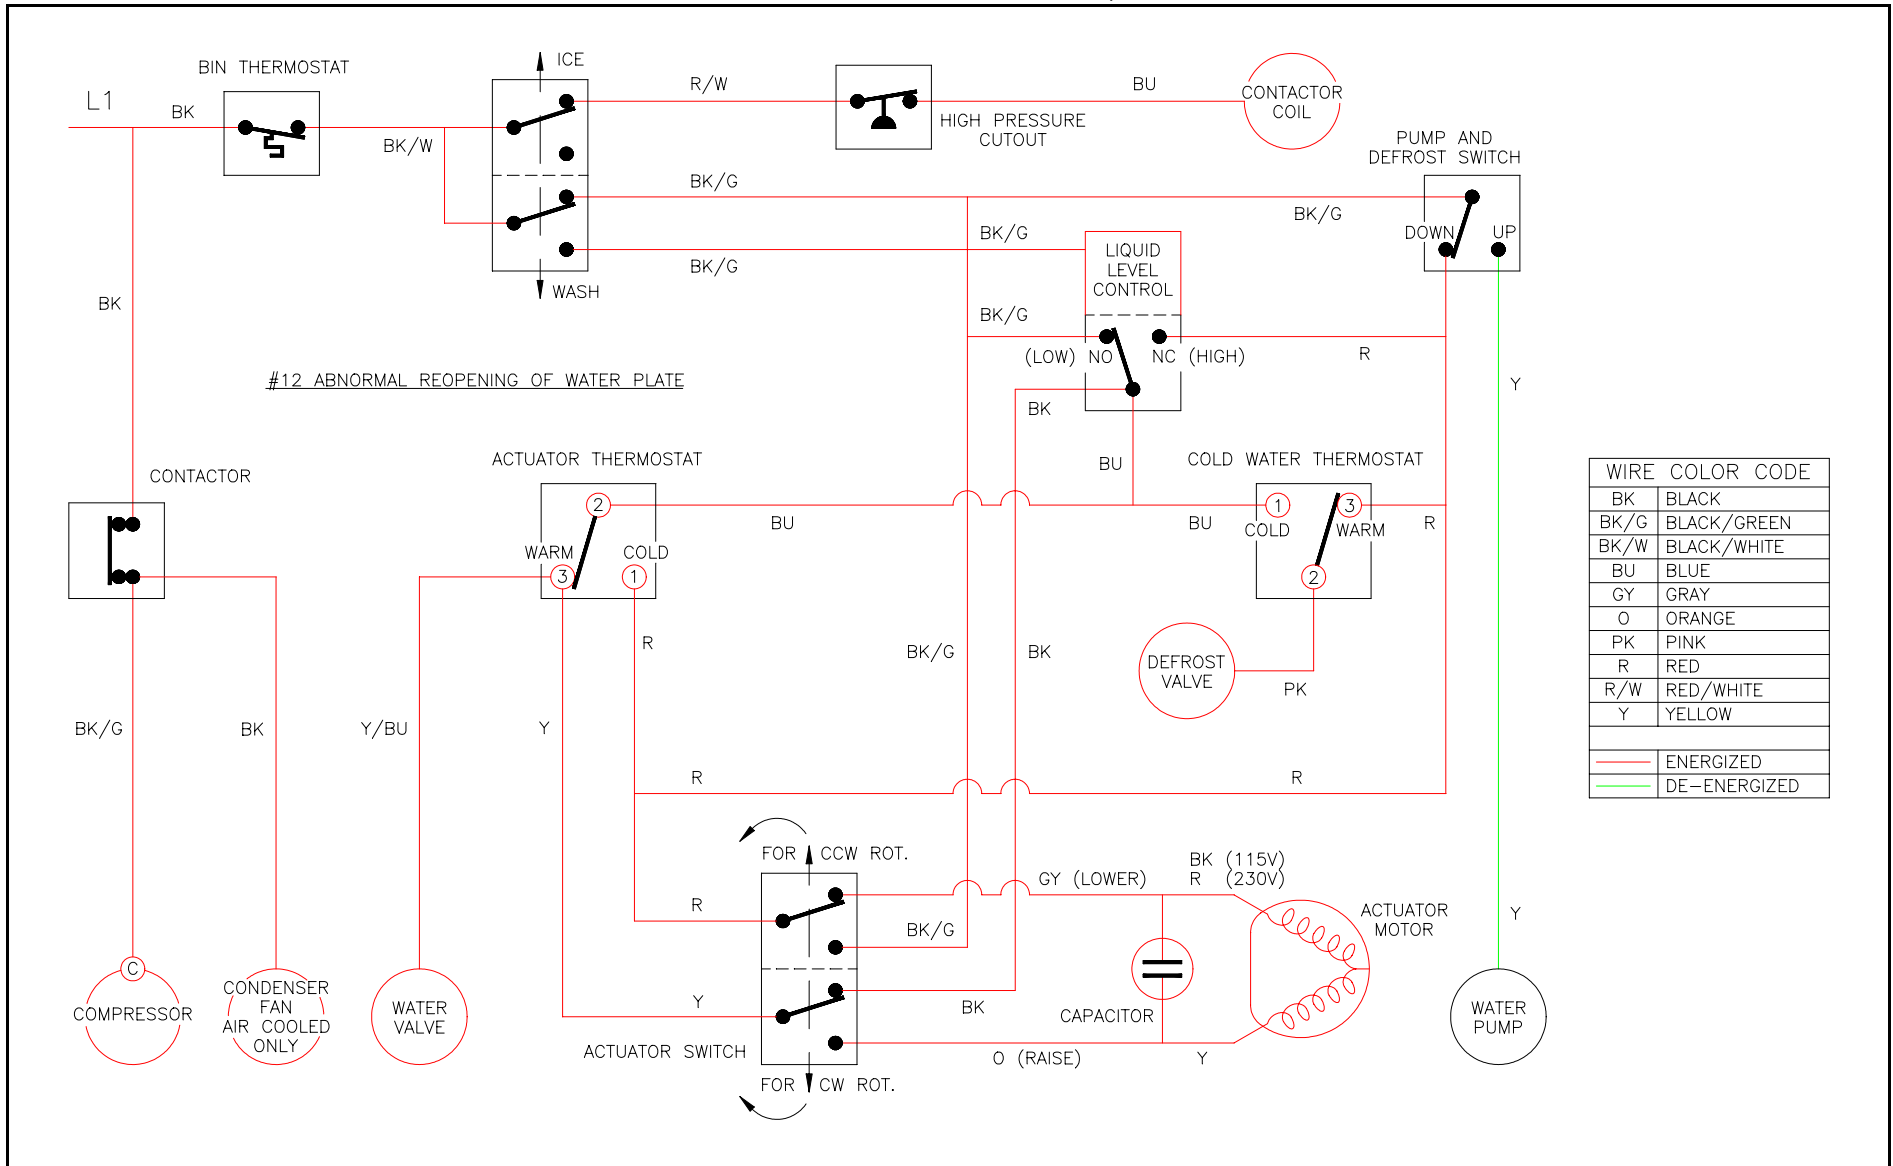 BIN THERMOSTAT
L1
BK
BK/W
ICE
WASH
R/W
BU
HIGH PRESSURE
CUTOUT
CONTACTOR
COIL
PUMP AND
DEFROST SWITCH
DOWN
UP
BK/G
BK/G
BK/G
BK/G
BK/G
LIQUID
LEVEL
CONTROL
(LOW) NO
NC (HIGH)
R
Y
BK
#12 ABNORMAL REOPENING OF WATER PLATE
BK
BU
CONTACTOR
ACTUATOR THERMOSTAT
2
WARM
COLD
3
1
BU
COLD WATER THERMOSTAT
BU
1
3
COLD
WARM
2
R
WIRE COLOR CODE
BK BLACK
BK/G BLACK/GREEN
BK/W BLACK/WHITE
BU BLUE
GY GRAY
O ORANGE
PK PINK
R RED
R/W RED/WHITE
Y YELLOW
ENERGIZED
DE-ENERGIZED
R
BK/G
BK
DEFROST
VALVE
PK
BK/G
BK
Y/BU
Y
R
R
FOR CCW ROT.
GY (LOWER)
BK (115V)
R (230V)
R
BK/G
ACTUATOR
MOTOR
Y
C
COMPRESSOR
CONDENSER
FAN
AIR COOLED
ONLY
WATER
VALVE
Y
BK
CAPACITOR
WATER
PUMP
ACTUATOR SWITCH
O (RAISE)
Y
FOR CW ROT.